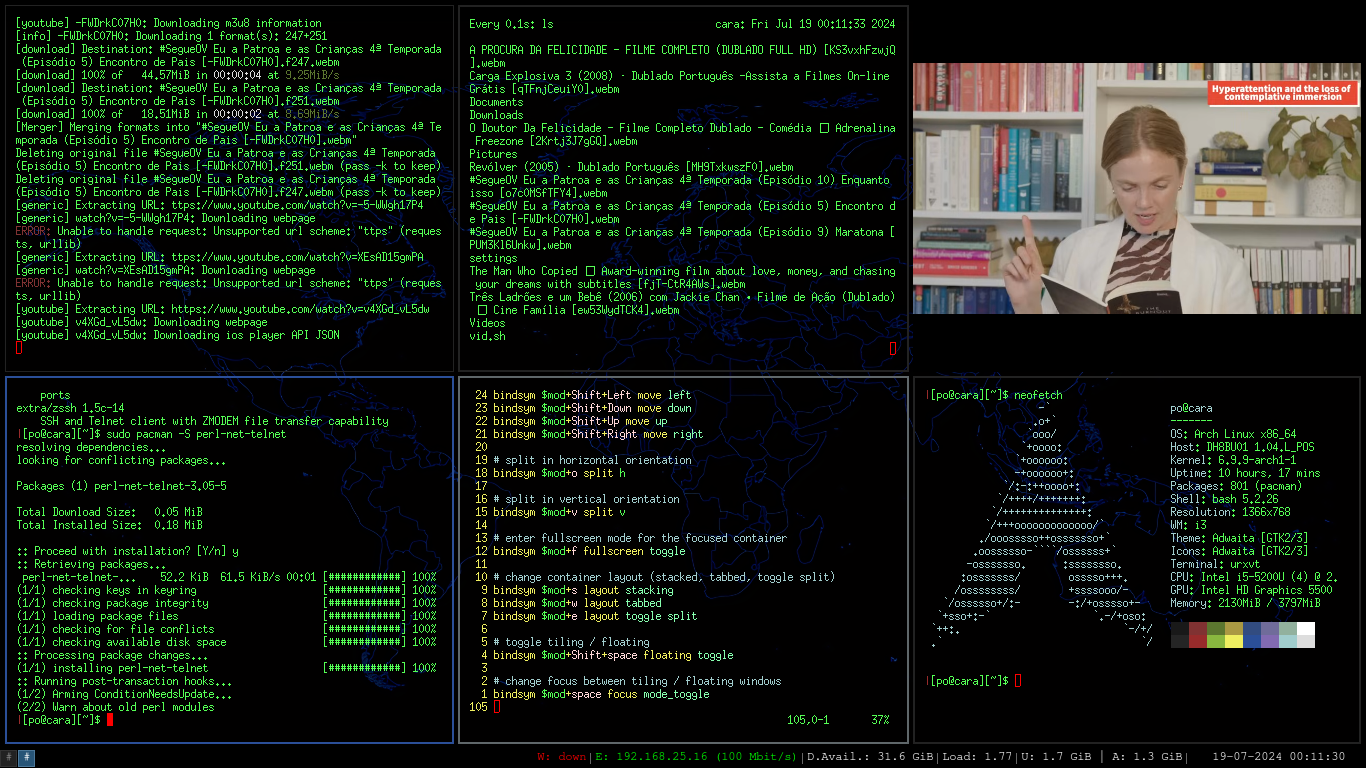 [youtube] -FWDrkC07H0: Downloading m3u8 information
[info] -FWDrkC07H0: Downloading 1 format(s): 247+251
[download] Destination: #SegueOV Eu a Patroa e as Crianças 4ª Temporada
(Episódio 5) Encontro de Pais [-FWDrkC07H0].f247.webm
[download] 100% of   44.57MiB in 00:00:04 at 9.25MiB/s
[download] Destination: #SegueOV Eu a Patroa e as Crianças 4ª Temporada
(Episódio 5) Encontro de Pais [-FWDrkC07H0].f251.webm
[download] 100% of   18.51MiB in 00:00:02 at 8.69MiB/s
[Merger] Merging formats into "#SegueOV Eu a Patroa e as Crianças 4ª Te
mporada (Episódio 5) Encontro de Pais [-FWDrkC07H0].webm"
Deleting original file #SegueOV Eu a Patroa e as Crianças 4ª Temporada
(Episódio 5) Encontro de Pais [-FWDrkC07H0].f251.webm (pass -k to keep)
Deleting original file #SegueOV Eu a Patroa e as Crianças 4ª Temporada
(Episódio 5) Encontro de Pais [-FWDrkC07H0].f247.webm (pass -k to keep)
[generic] Extracting URL: ttps://www.youtube.com/watch?v=-5-WWgh17P4
[generic] watch?v=-5-WWgh17P4: Downloading webpage
ERROR: Unable to handle request: Unsupported url scheme: "ttps" (reques
ts, urllib)
[generic] Extracting URL: ttps://www.youtube.com/watch?v=XEsAD15gmPA
[generic] watch?v=XEsAD15gmPA: Downloading webpage
ERROR: Unable to handle request: Unsupported url scheme: "ttps" (reques
ts, urllib)
[youtube] Extracting URL: https://www.youtube.com/watch?v=v4XGd_vL5dw
[youtube] v4XGd_vL5dw: Downloading webpage
[youtube] v4XGd_vL5dw: Downloading ios player API JSON
Every 0.1s: ls cara: Fri Jul 19 00:11:33 2024
A PROCURA DA FELICIDADE - FILME COMPLETO (DUBLADO FULL HD) [KS3vxhFzwjQ
].webm
Carga Explosiva 3 (2008) · Dublado Português -Assista a Filmes On-line
Grátis [qTFnjCeuiY0].webm
Documents
Downloads
O Doutor Da Felicidade - Filme Completo Dublado - Comédia □ Adrenalina
Freezone [2Krtj3J7gGQ].webm
Pictures
Revólver (2005) · Dublado Português [MH9TxkwszF0].webm
#SegueOV Eu a Patroa e as Crianças 4ª Temporada (Episódio 10) Enquanto
isso [o7cOMSfTFY4].webm
#SegueOV Eu a Patroa e as Crianças 4ª Temporada (Episódio 5) Encontro d
e Pais [-FWDrkC07H0].webm
#SegueOV Eu a Patroa e as Crianças 4ª Temporada (Episódio 9) Maratona [
PUM3Kl6Unkw].webm
settings
The Man Who Copied □ Award-winning film about love, money, and chasing
your dreams with subtitles [fjT-CtR4AWs].webm
Três Ladrões e um Bebê (2006) com Jackie Chan • Filme de Ação (Dublado)
□ Cine Família [ew53WydTCK4].webm
Videos
vid.sh
Hyperattention and the loss of
contemplative immersion
ports
extra/zssh 1.5c-14
SSH and Telnet client with ZMODEM file transfer capability
|[po@cara][~]$ sudo pacman -S perl-net-telnet
resolving dependencies...
looking for conflicting packages...
Packages (1) perl-net-telnet-3.05-5
Total Download Size:   0.05 MiB
Total Installed Size:  0.18 MiB
:: Proceed with installation? [Y/n] y
:: Retrieving packages...
perl-net-telnet-...    52.2 KiB  61.5 KiB/s 00:01 [############] 100%
(1/1) checking keys in keyring [############] 100%
(1/1) checking package integrity [############] 100%
(1/1) loading package files [############] 100%
(1/1) checking for file conflicts [############] 100%
(1/1) checking available disk space [############] 100%
:: Processing package changes...
(1/1) installing perl-net-telnet [############] 100%
:: Running post-transaction hooks...
(1/2) Arming ConditionNeedsUpdate...
(2/2) Warn about old perl modules
|[po@cara][~]$
24 bindsym $mod+Shift+Left move left
23 bindsym $mod+Shift+Down move down
22 bindsym $mod+Shift+Up move up
21 bindsym $mod+Shift+Right move right
20
19 # split in horizontal orientation
18 bindsym $mod+o split h
17
16 # split in vertical orientation
15 bindsym $mod+v split v
14
13 # enter fullscreen mode for the focused container
12 bindsym $mod+f fullscreen toggle
11
10 # change container layout (stacked, tabbed, toggle split)
9 bindsym $mod+s layout stacking
8 bindsym $mod+w layout tabbed
7 bindsym $mod+e layout toggle split
6
5 # toggle tiling / floating
4 bindsym $mod+Shift+space floating toggle
3
2 # change focus between tiling / floating windows
1 bindsym $mod+space focus mode_toggle
105
105,0-1 37%
|[po@cara][~]$ neofetch
po@cara
-------
OS: Arch Linux x86_64
Host: DH8BU01 1.04.L_POS
Kernel: 6.9.9-arch1-1
Uptime: 10 hours, 17 mins
Packages: 801 (pacman)
Shell: bash 5.2.26
Resolution: 1366x768
WM: i3
Theme: Adwaita [GTK2/3]
Icons: Adwaita [GTK2/3]
Terminal: urxvt
CPU: Intel i5-5200U (4) @ 2.
GPU: Intel HD Graphics 5500
Memory: 2130MiB / 3797MiB
|[po@cara][~]$
# #
W: down|E: 192.168.25.16 (100 Mbit/s)|D.Avail.: 31.6 GiB|Load: 1.77|U: 1.7 GiB | A: 1.3 GiB| 19-07-2024 00:11:30